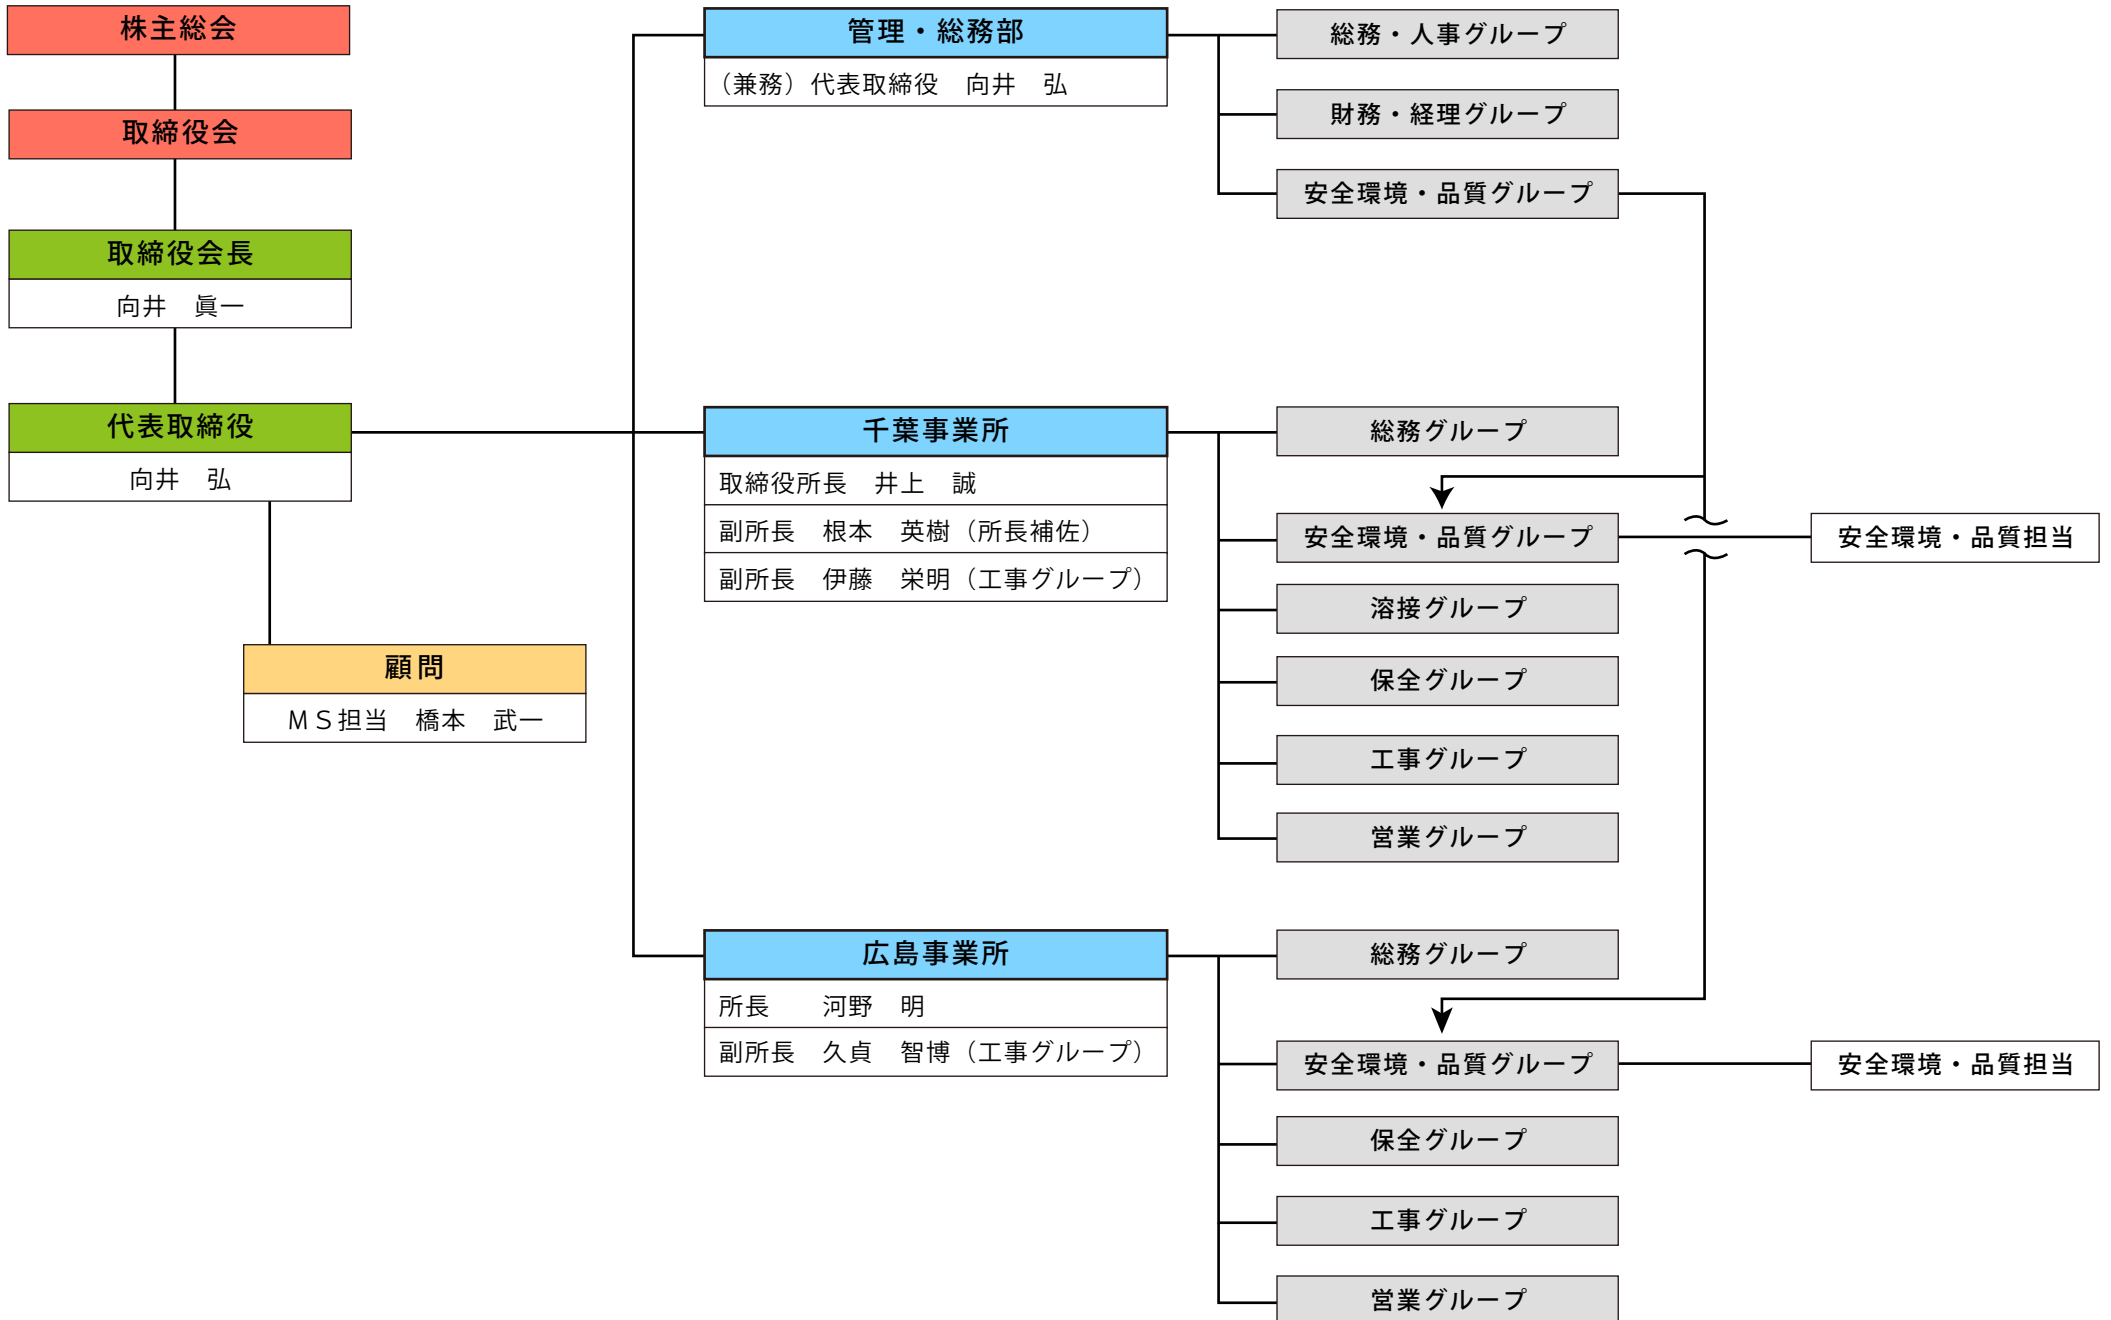 株主総会
取締役会
取締役会長
向井　眞一
代表取締役
向井　弘
顧問
ＭＳ担当　橋本　武一
管理・総務部
（兼務）代表取締役　向井　弘
総務・人事グループ
財務・経理グループ
安全環境・品質グループ
千葉事業所
取締役所長　井上　誠
副所長　根本　英樹（所長補佐）
副所長　伊藤　栄明（工事グループ）
総務グループ
安全環境・品質グループ
安全環境・品質担当
溶接グループ
保全グループ
工事グループ
営業グループ
広島事業所
所長　　河野　明
副所長　久貞　智博（工事グループ）
総務グループ
安全環境・品質グループ
安全環境・品質担当
保全グループ
工事グループ
営業グループ